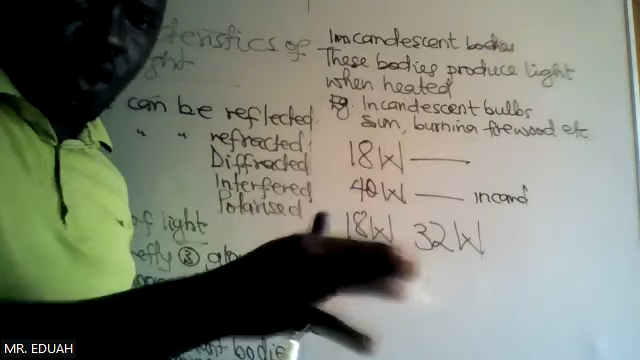 teristics of
ght
can be reflected.
" " refracted,
Diffracted
Interfered
Polarised
of light
efly ③ glo
bodie
Incandescent bodies
These bodies produce light
when heated
Eg. Incandescent bulbs
Sun, burning firewood etc
18W
40W incand
18W 32W
MR. EDUAH